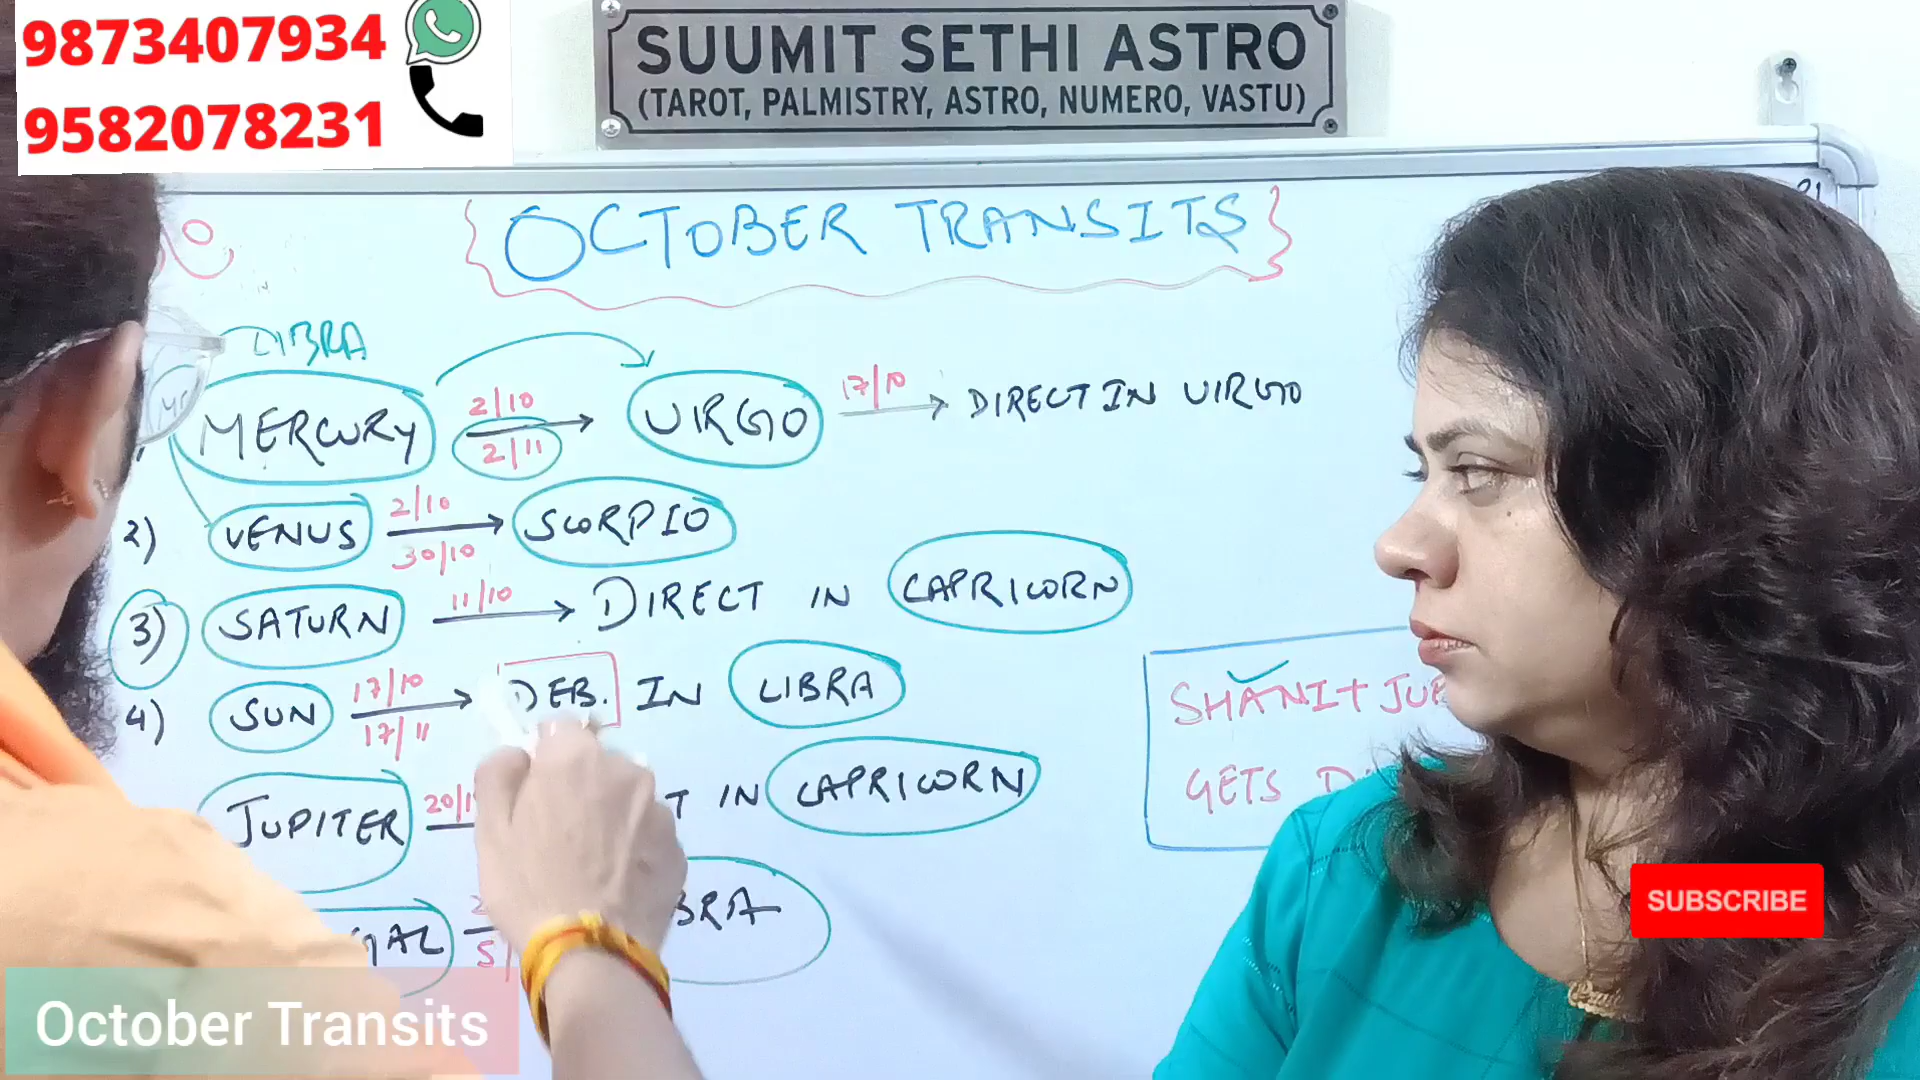 9873407934
9582078231
SUUMIT SETHI ASTRO
(TAROT, PALMISTRY, ASTRO, NUMERO, VASTU)
OCTOBER TRANSITS
LIBRA
MERCURY 2/10 2/11 → VIRGO 17/10 → DIRECT IN VIRGO
2) VENUS 2/10 30/10 → SCORPIO
3) SATURN 11/10 → DIRECT IN CAPRICORN
4) SUN 17/10 17/11 → DEB. IN LIBRA
JUPITER IN CAPRICORN
SHANI + 
GETS
SUBSCRIBE
October Transits